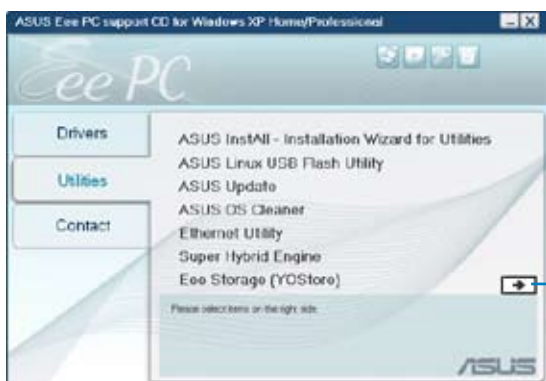 ASUS Eee PC support CD for Windows XP Home/Professional
Eee PC
Drivers
Utilities
Contact
ASUS InstAll - Installation Wizard for Utilities
ASUS Linux USB Flash Utility
ASUS Update
ASUS OS Cleaner
Ethernet Utility
Super Hybrid Engine
Eee Storage (YOStore)
Please select items on the right side.
ASUS